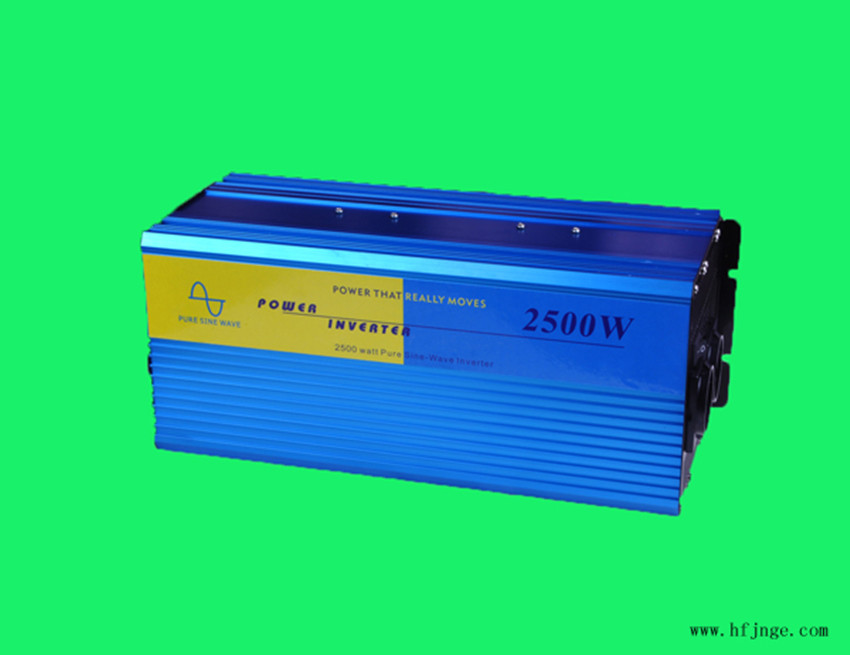 POWER THAT REALLY MOVES
PURE SINE WAVE
POWER
INVERTER
2500W
2500 watt Pure Sine-Wave Inverter
www.hfjnge.com